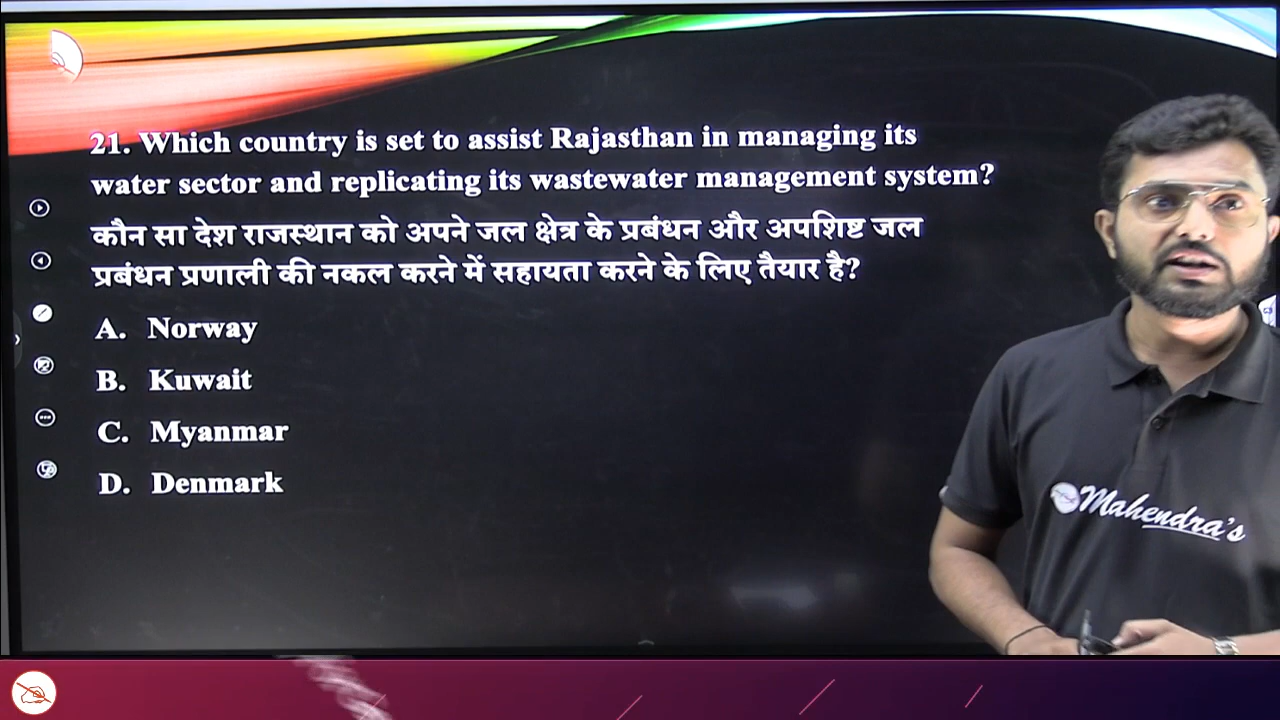 21. Which country is set to assist Rajasthan in managing its
water sector and replicating its wastewater management system?
कौन सा देश राजस्थान को अपने जल क्षेत्र के प्रबंधन और अपशिष्ट जल
प्रबंधन प्रणाली की नकल करने में सहायता करने के लिए तैयार है?
A. Norway
B. Kuwait
C. Myanmar
D. Denmark
Mahendra's